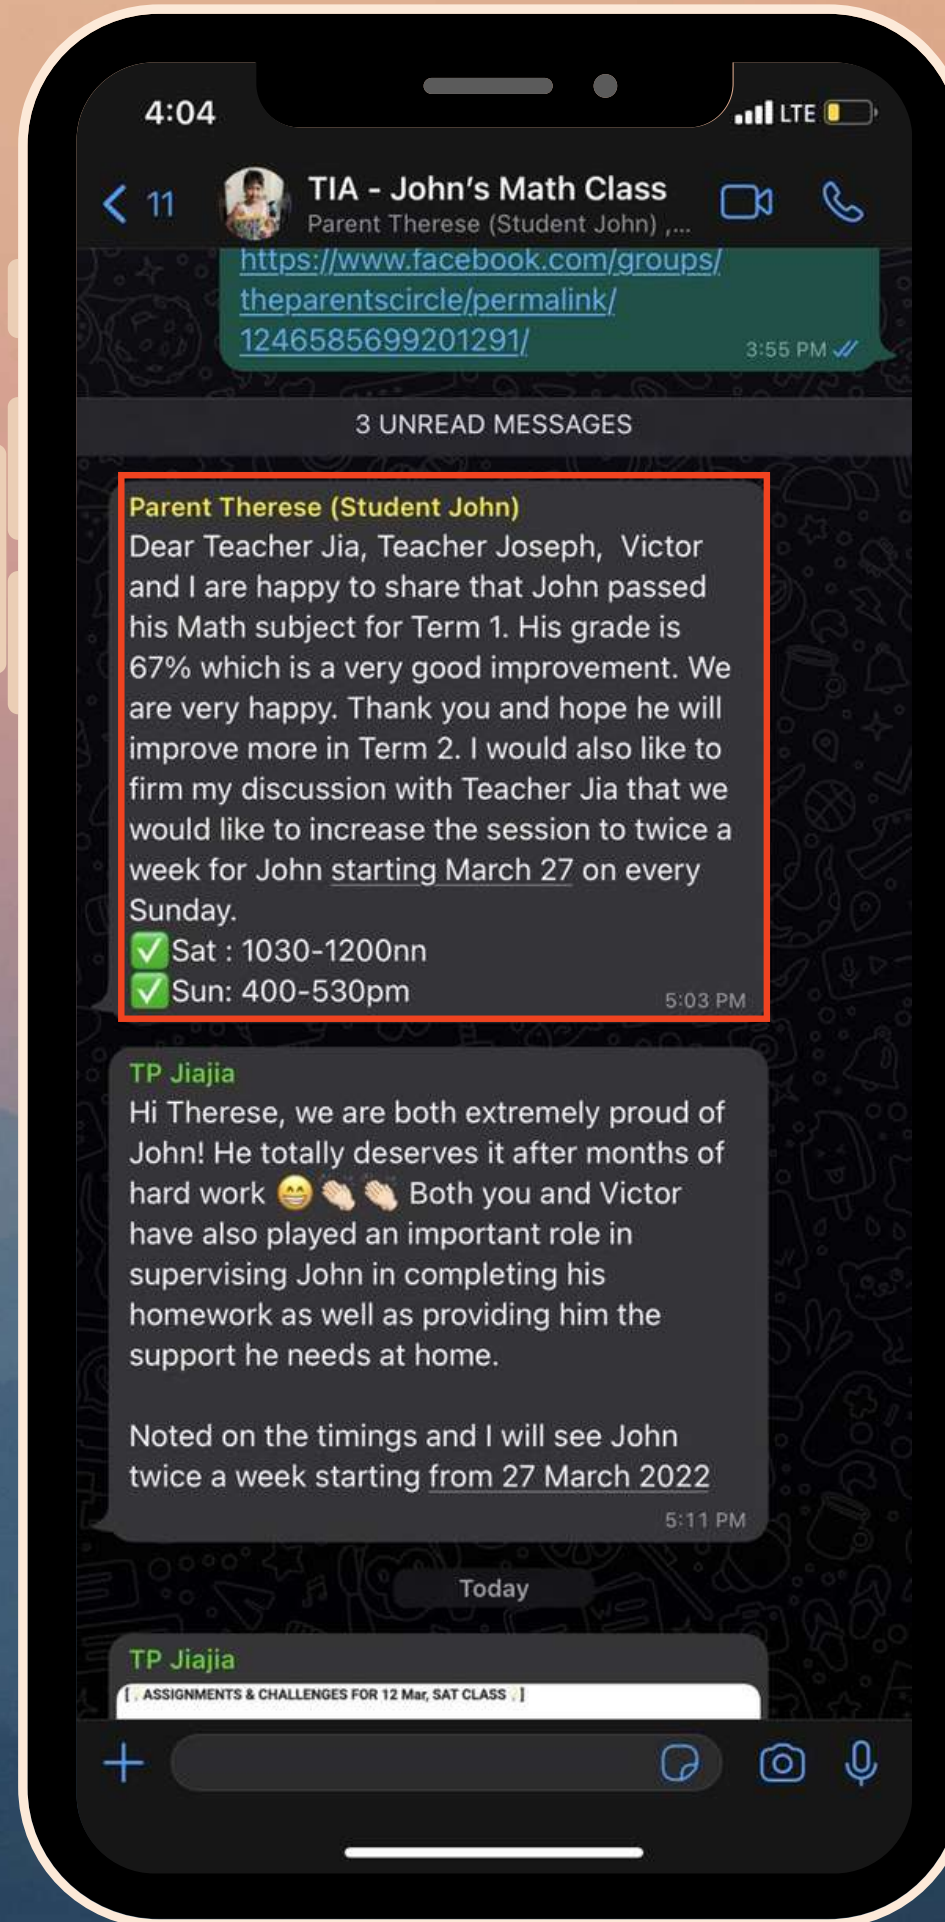 4:04
LTE
11
TIA - John's Math Class
Parent Therese (Student John) ,...
https://www.facebook.com/groups/
theparentscircle/permalink/
1246585699201291/
3:55 PM
3 UNREAD MESSAGES
Parent Therese (Student John)
Dear Teacher Jia, Teacher Joseph,  Victor
and I are happy to share that John passed
his Math subject for Term 1. His grade is
67% which is a very good improvement. We
are very happy. Thank you and hope he will
improve more in Term 2. I would also like to
firm my discussion with Teacher Jia that we
would like to increase the session to twice a
week for John starting March 27 on every
Sunday.
✅Sat : 1030-1200nn
✅Sun: 400-530pm
5:03 PM
TP Jiajia
Hi Therese, we are both extremely proud of
John! He totally deserves it after months of
hard work 😁👏🏻👏🏻 Both you and Victor
have also played an important role in
supervising John in completing his
homework as well as providing him the
support he needs at home.
Noted on the timings and I will see John
twice a week starting from 27 March 2022
5:11 PM
Today
TP Jiajia
[ ASSIGNMENTS & CHALLENGES FOR 12 Mar, SAT CLASS ]